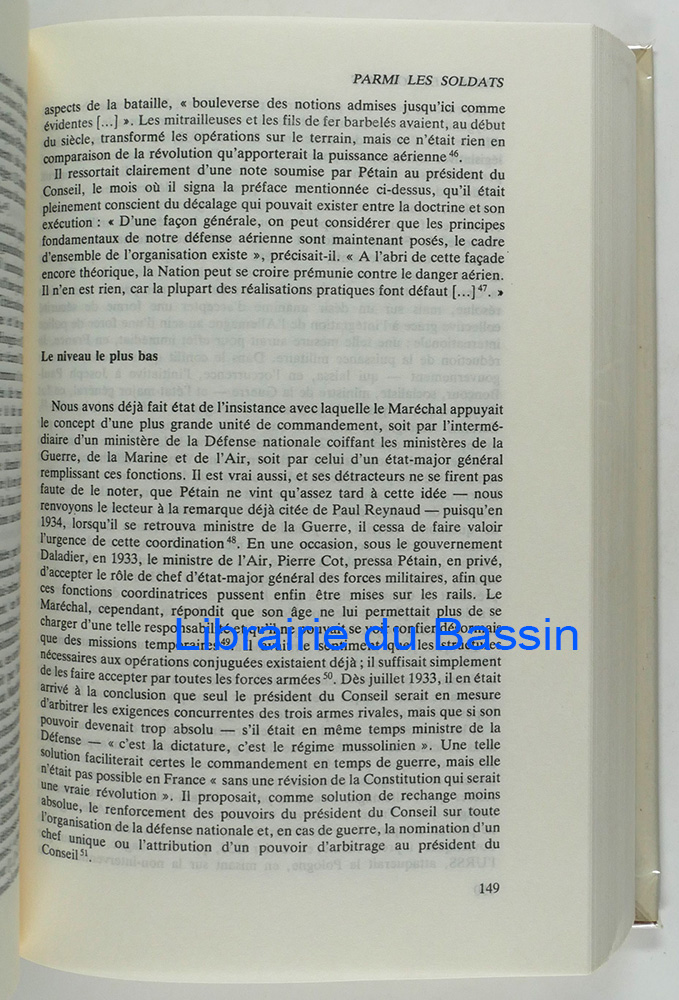 PARMI LES SOLDATS
aspects de la bataille, « bouleverse des notions admises jusqu'ici comme
évidentes [...] ». Les mitrailleuses et les fils de fer barbelés avaient, au début
du siècle, transformé les opérations sur le terrain, mais ce n'était rien en
comparaison de la révolution qu'apporterait la puissance aérienne 46.
Il ressortait clairement d'une note soumise par Pétain au président du
Conseil, le mois où il signa la préface mentionnée ci-dessus, qu'il était
pleinement conscient du décalage qui pouvait exister entre la doctrine et son
exécution : « D'une façon générale, on peut considérer que les principes
fondamentaux de notre défense aérienne sont maintenant posés, le cadre
d'ensemble de l'organisation existe », précisait-il. « A l'abri de cette façade
encore théorique, la Nation peut se croire prémunie contre le danger aérien.
Il n'en est rien, car la plupart des réalisations pratiques font défaut [...] 47. »
Le niveau le plus bas
Nous avons déjà fait état de l'insistance avec laquelle le Maréchal appuyait
le concept d'une plus grande unité de commandement, soit par l'intermé-
diaire d'un ministère de la Défense nationale coiffant les ministères de la
Guerre, de la Marine et de l'Air, soit par celui d'un état-major général
remplissant ces fonctions. Il est vrai aussi, et ses détracteurs ne se firent pas
faute de le noter, que Pétain ne vint qu'assez tard à cette idée — nous
renvoyons le lecteur à la remarque déjà citée de Paul Reynaud — puisqu'en
1934, lorsqu'il se retrouva ministre de la Guerre, il cessa de faire valoir
l'urgence de cette coordination 48. En une occasion, sous le gouvernement
Daladier, en 1933, le ministre de l'Air, Pierre Cot, pressa Pétain, en privé,
d'accepter le rôle de chef d'état-major général des forces militaires, afin que
ces fonctions coordinatrices pussent enfin être mises sur les rails. Le
Maréchal, cependant, répondit que son âge ne lui permettait plus de se
charger d'une telle responsabilité et qu'il ne pouvait se voir confier désormais
que des missions temporaires 49. Il avait le sentiment que les structures
Librairie du Bassin
nécessaires aux opérations conjuguées existaient déjà ; il suffisait simplement
de les faire accepter par toutes les forces armées 50. Dès juillet 1933, il en était
arrivé à la conclusion que seul le président du Conseil serait en mesure
d'arbitrer les exigences concurrentes des trois armes rivales, mais que si son
pouvoir devenait trop absolu — s'il était en même temps ministre de la
Défense — « c'est la dictature, c'est le régime mussolinien ». Une telle
solution faciliterait certes le commandement en temps de guerre, mais elle
n'était pas possible en France « sans une révision de la Constitution qui serait
une vraie révolution ». Il proposait, comme solution de rechange moins
absolue, le renforcement des pouvoirs du président du Conseil sur toute
l'organisation de la défense nationale et, en cas de guerre, la nomination d'un
chef unique ou l'attribution d'un pouvoir d'arbitrage au président du
Conseil 51.
149